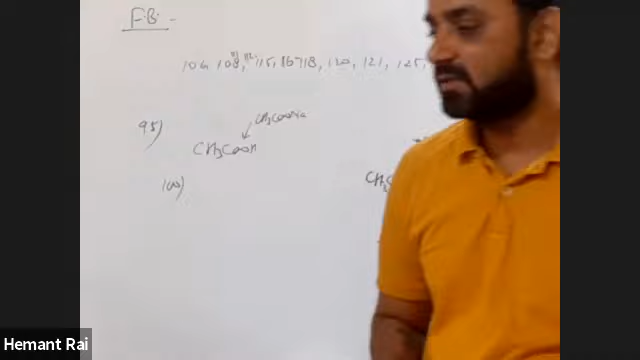 F.B. -
106, 108, 115, 116, 118, 120, 121, 125,
CH3COONa
95) CH3COOH
100)
Hemant Rai